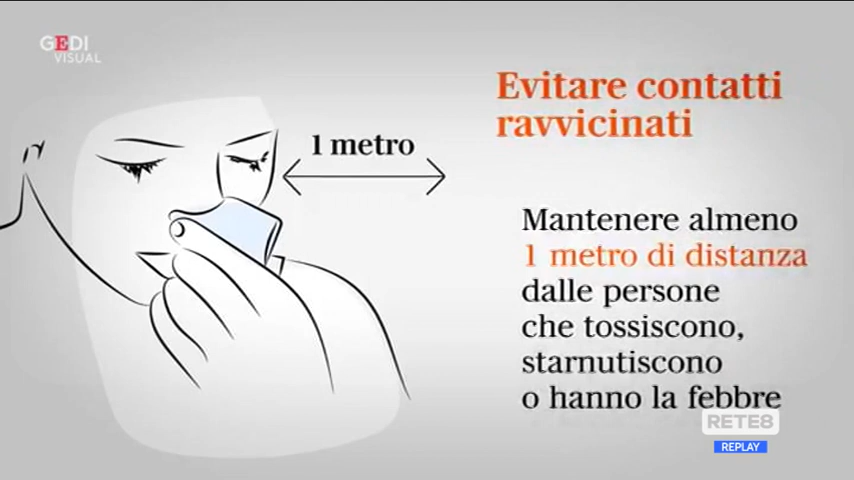 GEDI
VISUAL
Evitare contatti
ravvicinati
1 metro
Mantenere almeno
1 metro di distanza
dalle persone
che tossiscono,
starnutiscono
o hanno la febbre
RETE8
REPLAY